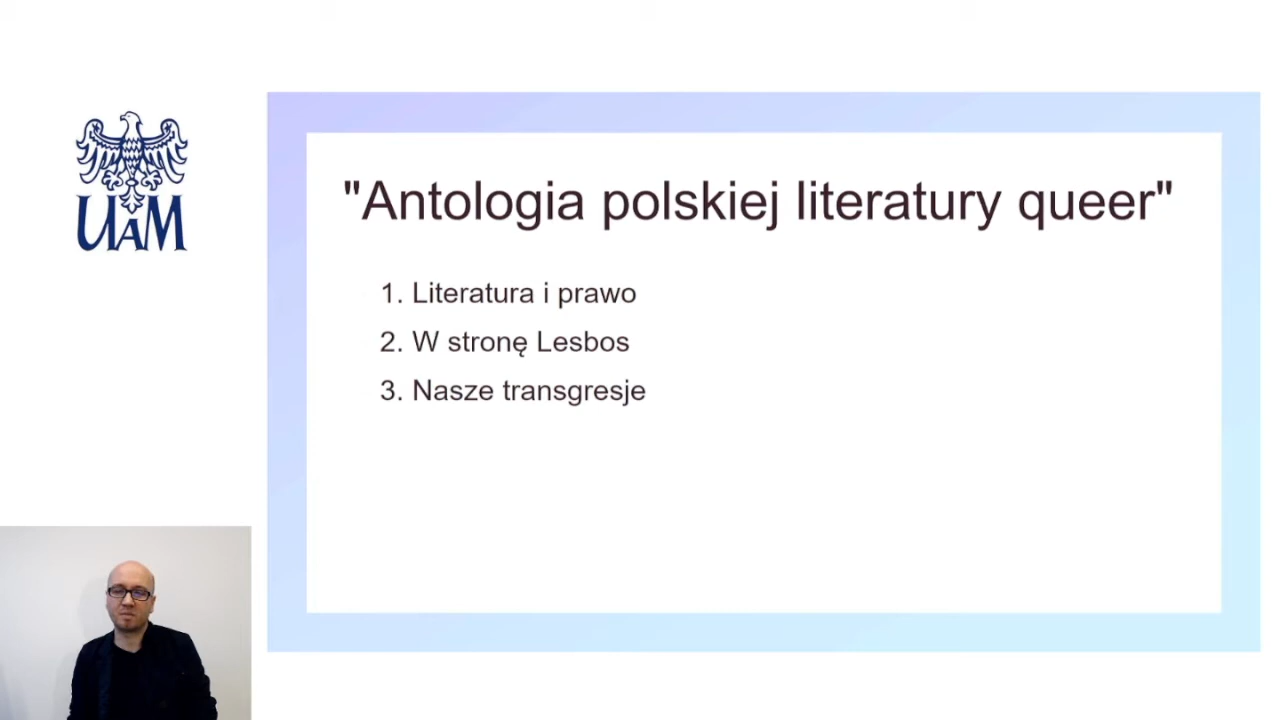 UAM
"Antologia polskiej literatury queer"
1. Literatura i prawo
2. W stronę Lesbos
3. Nasze transgresje